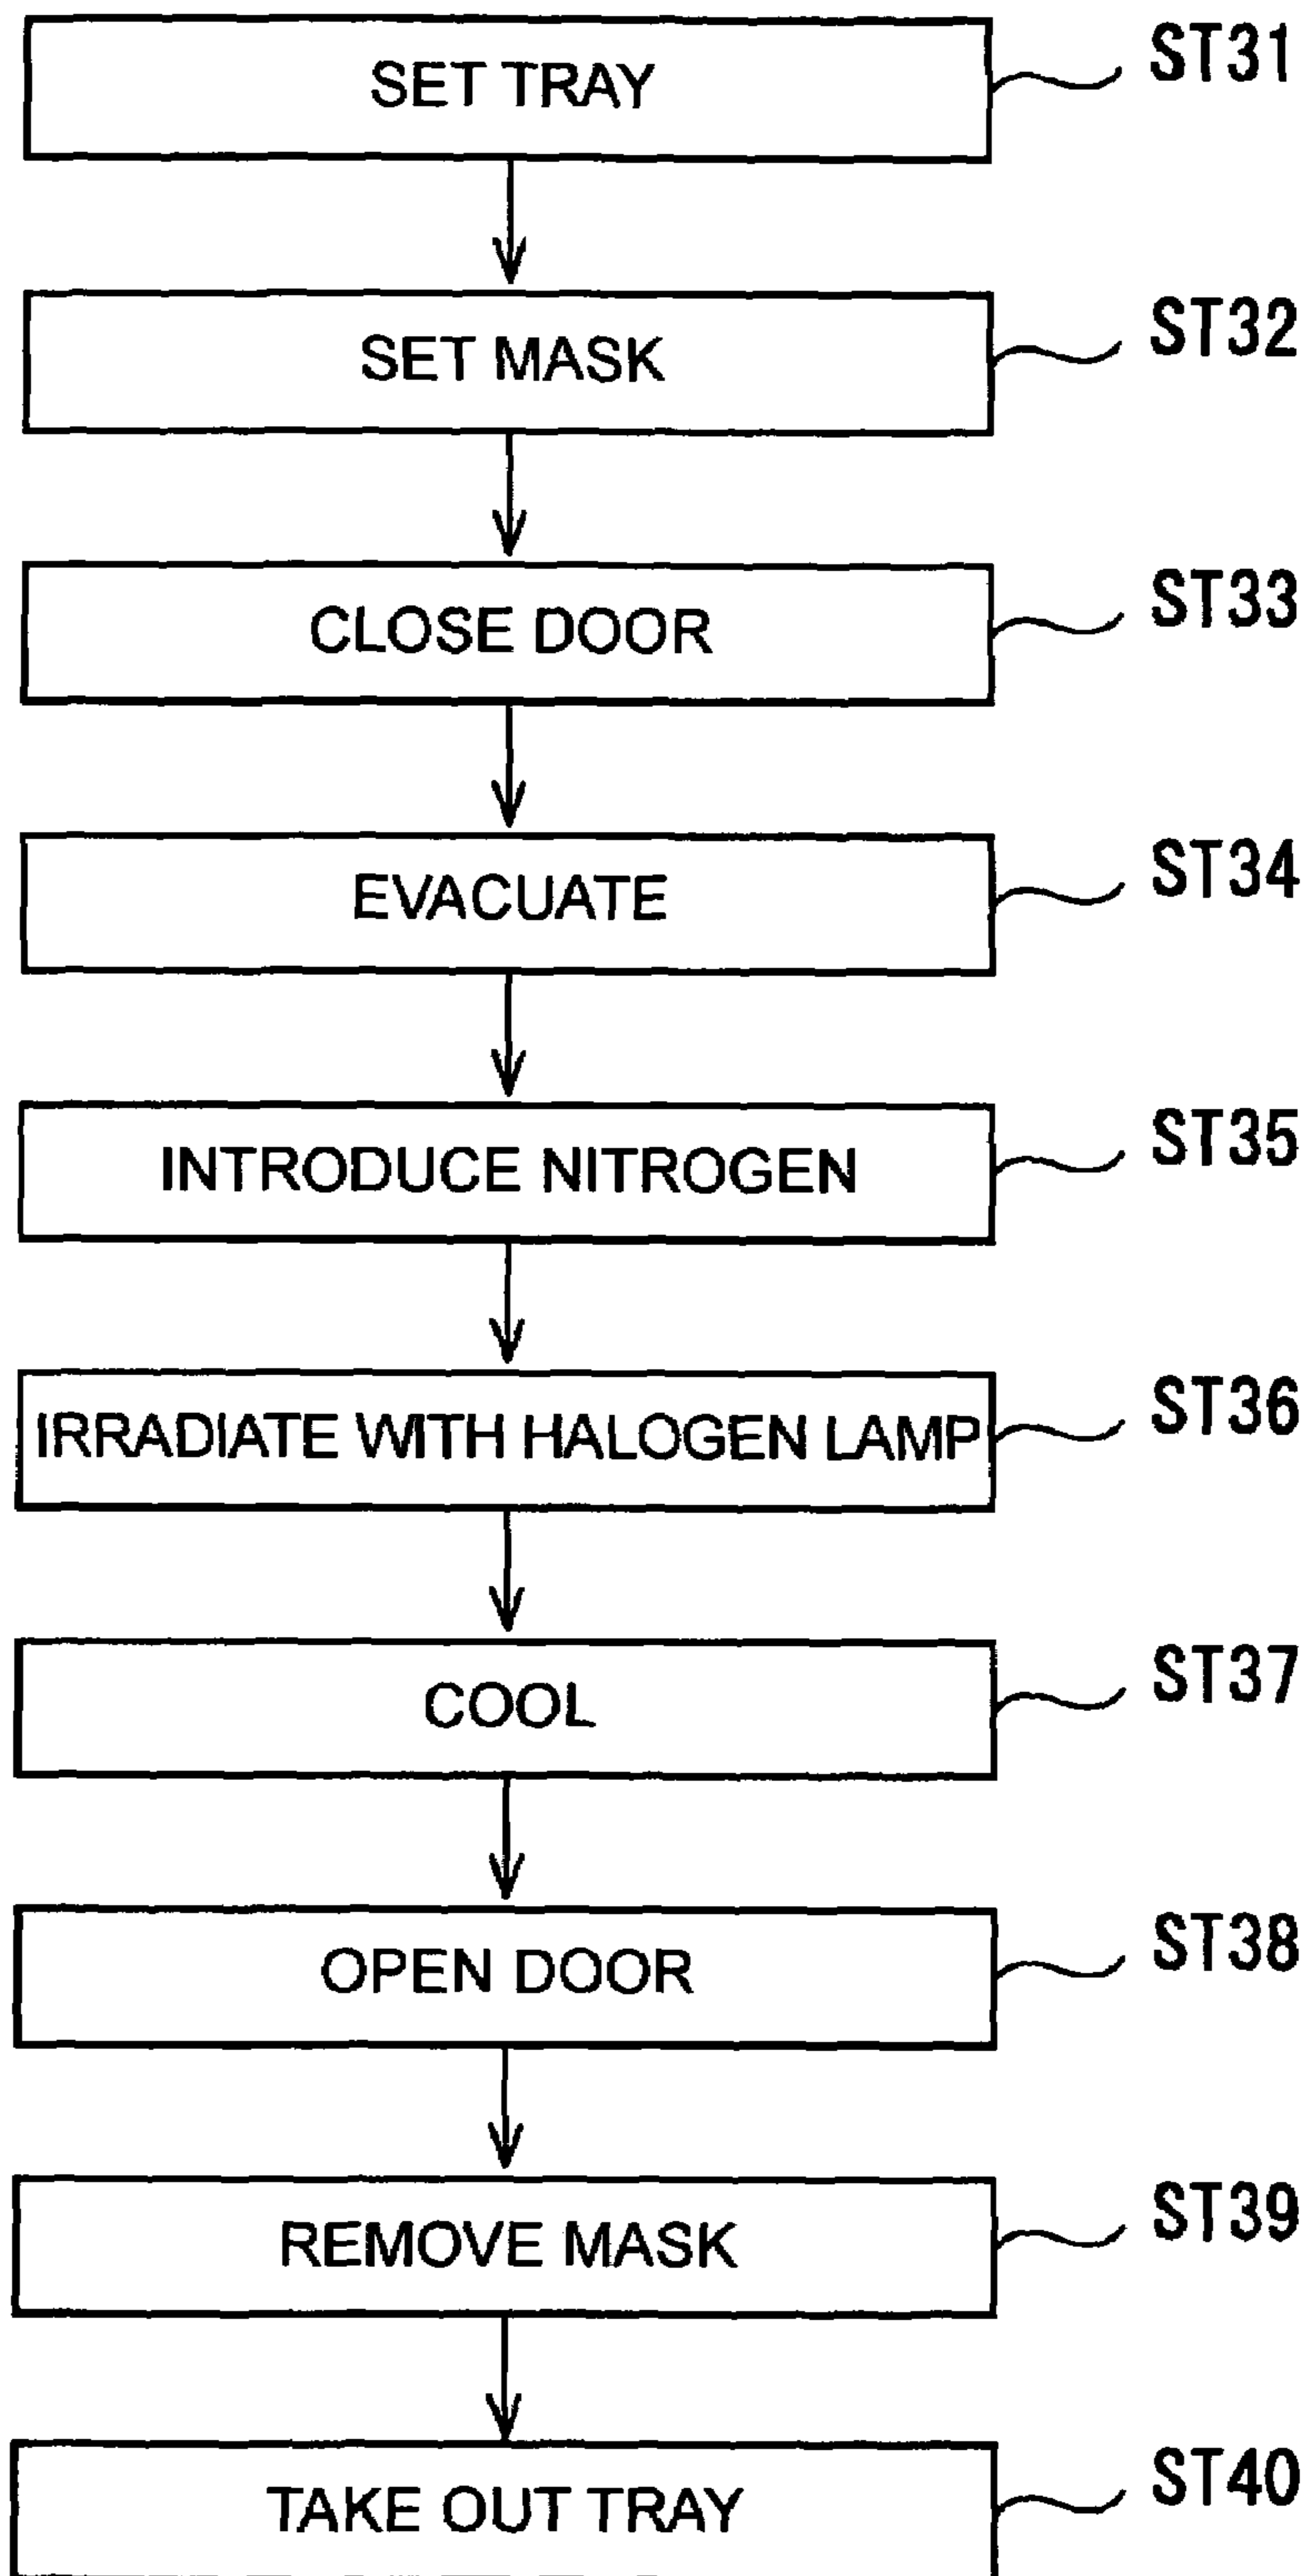 SET TRAY ST31
SET MASK ST32
CLOSE DOOR ST33
EVACUATE ST34
INTRODUCE NITROGEN ST35
IRRADIATE WITH HALOGEN LAMP ST36
COOL ST37
OPEN DOOR ST38
REMOVE MASK ST39
TAKE OUT TRAY ST40